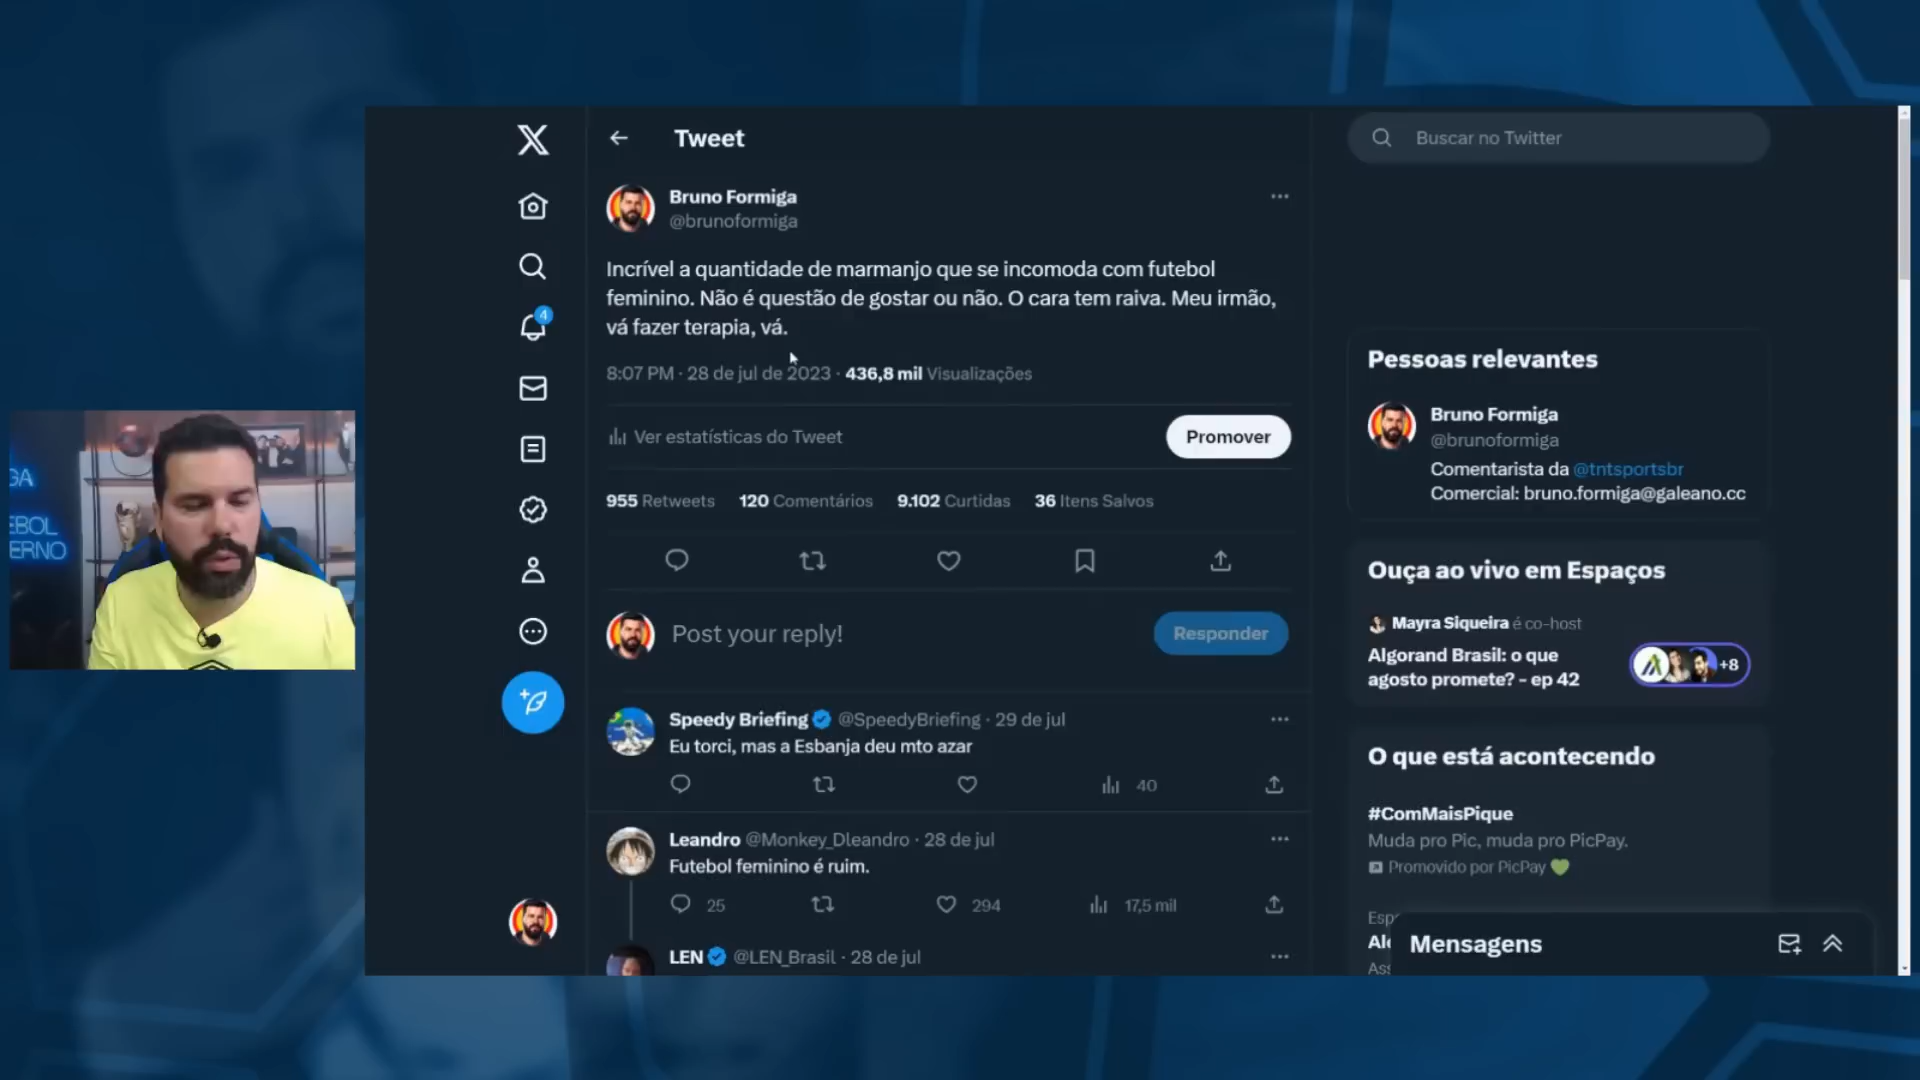 Tweet
Buscar no Twitter
Bruno Formiga
@brunoformiga
Incrível a quantidade de marmanjo que se incomoda com futebol
feminino. Não é questão de gostar ou não. O cara tem raiva. Meu irmão,
vá fazer terapia, vá.
8:07 PM · 28 de jul de 2023 · 436,8 mil Visualizações
Ver estatísticas do Tweet
Promover
955 Retweets 120 Comentários 9.102 Curtidas 36 Itens Salvos
Post your reply!
Responder
Speedy Briefing @SpeedyBriefing · 29 de jul
Eu torci, mas a Esbanja deu mto azar
40
Leandro @Monkey_Dleandro · 28 de jul
Futebol feminino é ruim.
25 294 17,5 mil
LEN @LEN_Brasil · 28 de jul
4
Pessoas relevantes
Bruno Formiga
@brunoformiga
Comentarista da @tntsportsbr
Comercial: bruno.formiga@galeano.cc
Ouça ao vivo em Espaços
Mayra Siqueira é co-host
Algorand Brasil: o que
agosto promete? - ep 42
+8
O que está acontecendo
#ComMaisPique
Muda pro Pic, muda pro PicPay.
Promovido por PicPay
Mensagens
GA
EBOL
ERNO